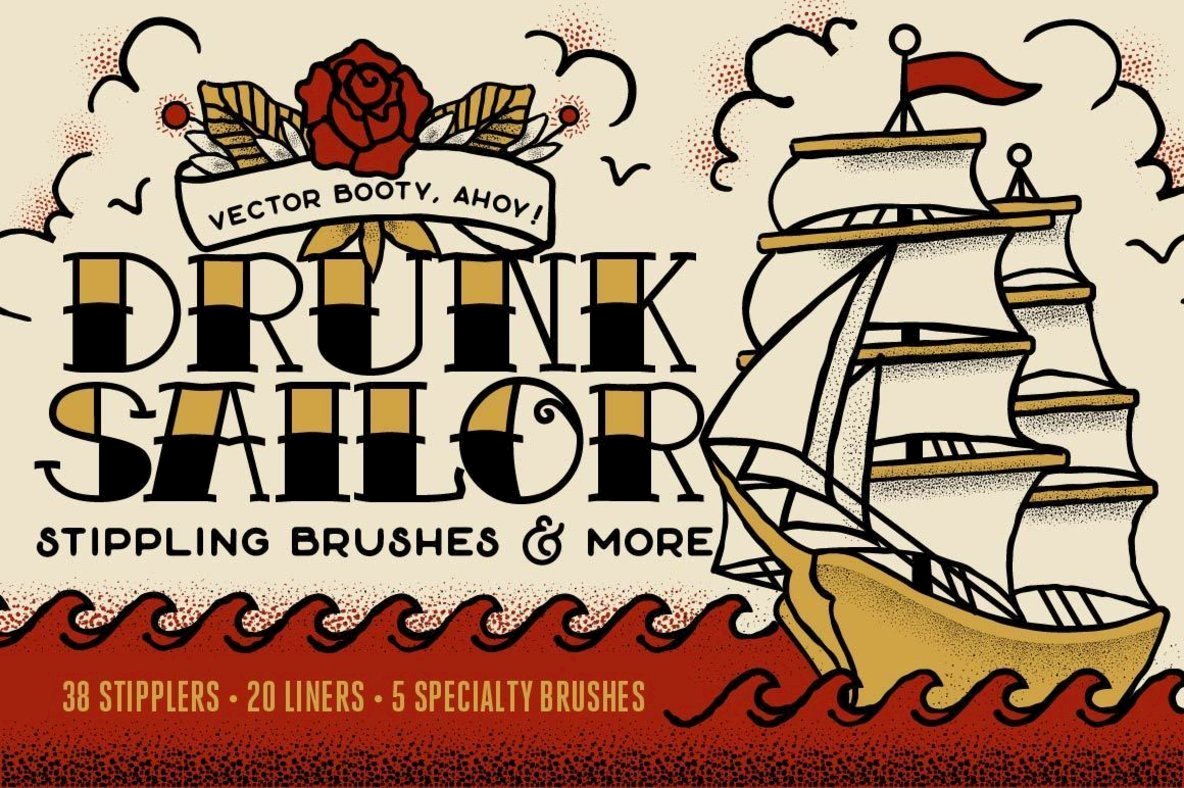 VECTOR BOOTY, AHOY!
DRUNK
SAILOR
STIPPLING BRUSHES & MORE
38 STIPPLERS • 20 LINERS • 5 SPECIALTY BRUSHES